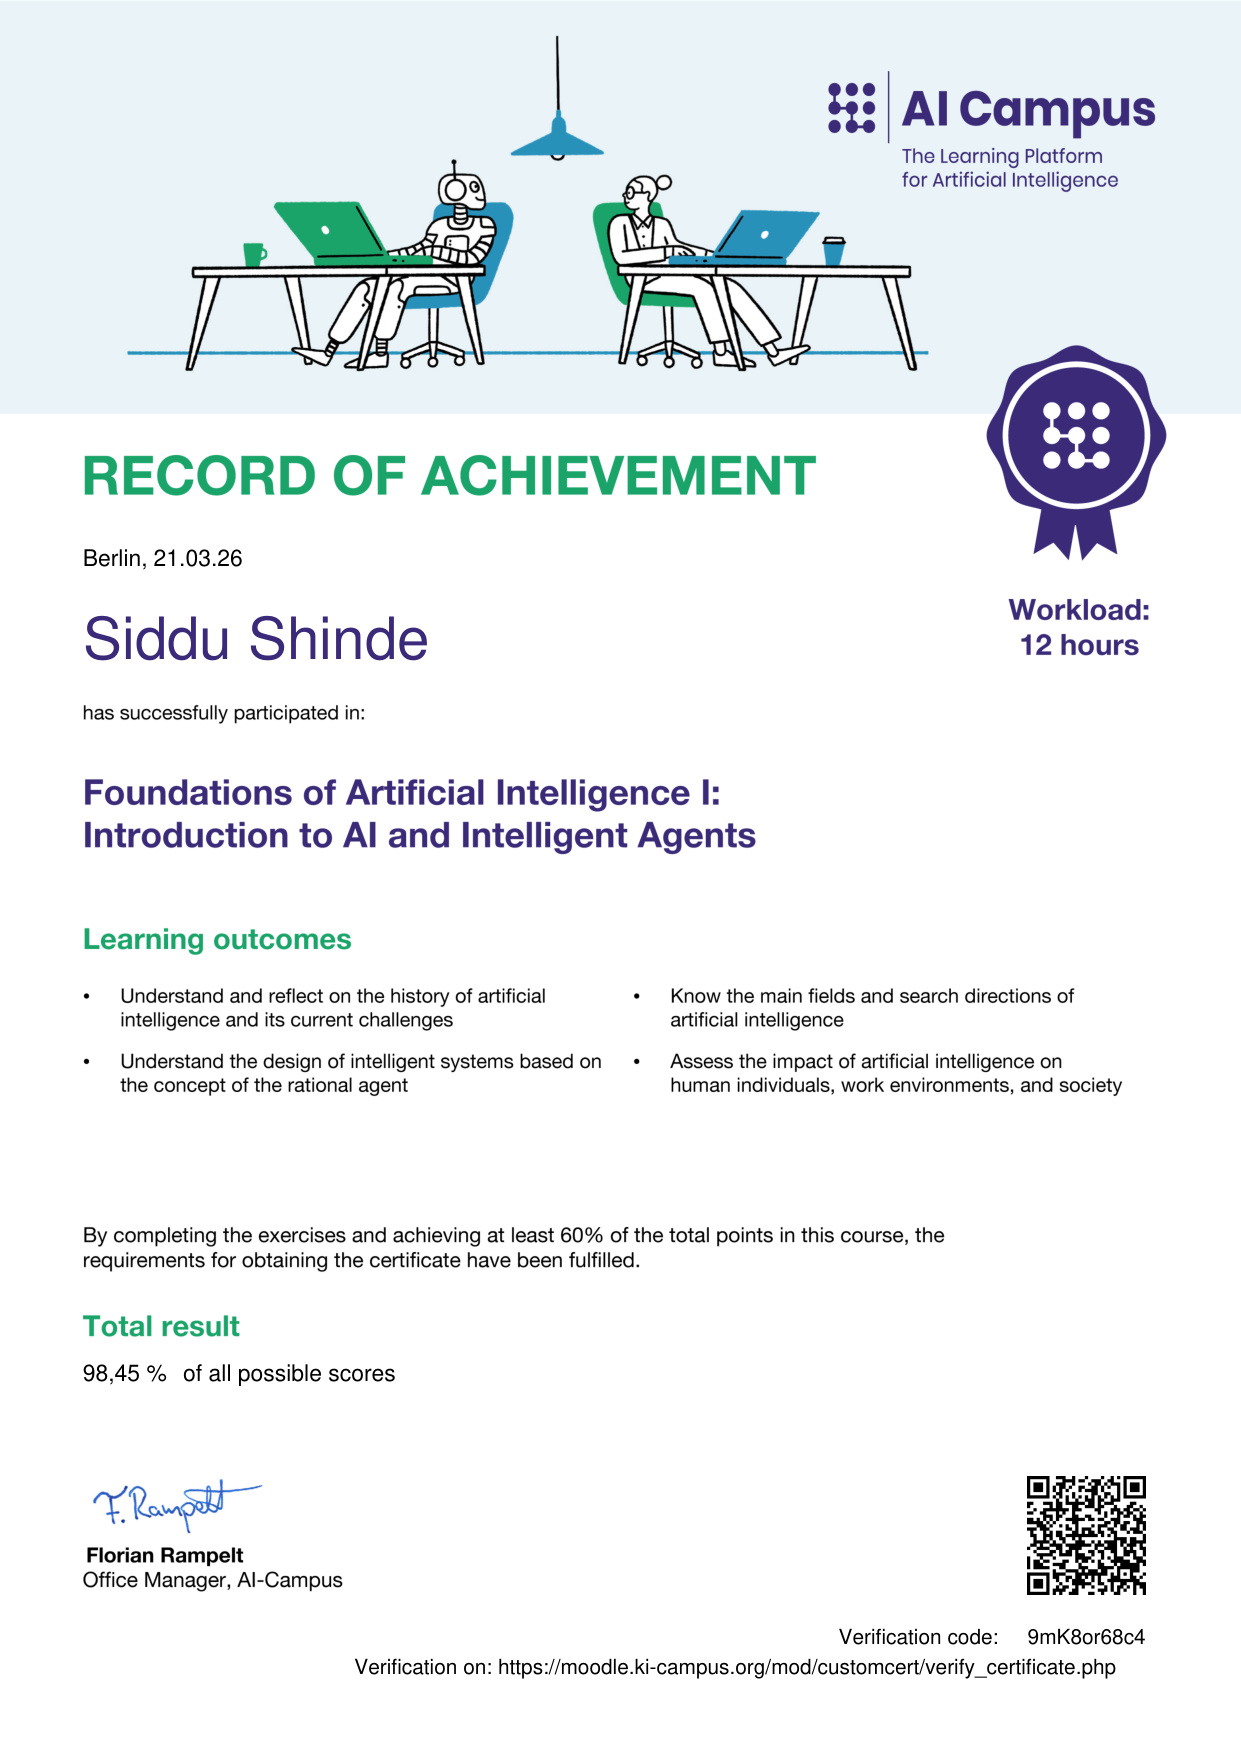 AI Campus
The Learning Platform
for Artificial Intelligence
RECORD OF ACHIEVEMENT
Berlin, 21.03.26
Workload:
12 hours
Siddu Shinde
has successfully participated in:
Foundations of Artificial Intelligence I:
Introduction to AI and Intelligent Agents
Learning outcomes
• Understand and reflect on the history of artificial
intelligence and its current challenges
• Understand the design of intelligent systems based on
the concept of the rational agent
• Know the main fields and search directions of
artificial intelligence
• Assess the impact of artificial intelligence on
human individuals, work environments, and society
By completing the exercises and achieving at least 60% of the total points in this course, the
requirements for obtaining the certificate have been fulfilled.
Total result
98,45 % of all possible scores
F. Rampelt
Florian Rampelt
Office Manager, AI-Campus
Verification code: 9mK8or68c4
Verification on: https://moodle.ki-campus.org/mod/customcert/verify_certificate.php